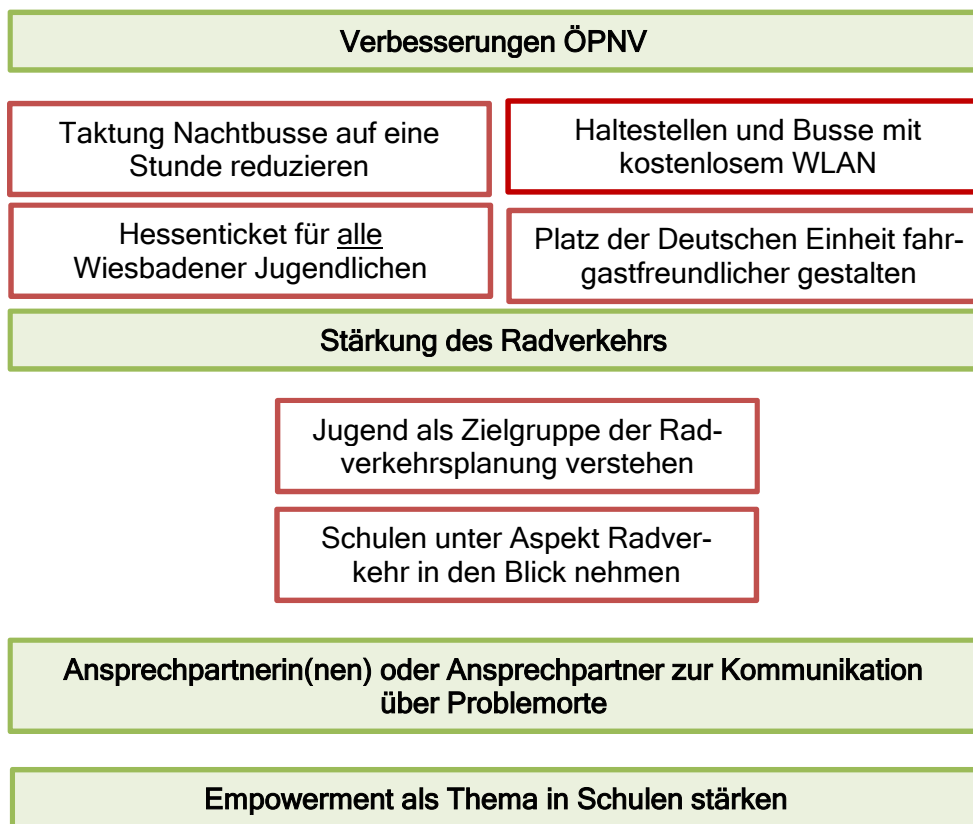 Verbesserungen ÖPNV
Taktung Nachtbusse auf eine
Stunde reduzieren
Haltestellen und Busse mit
kostenlosem WLAN
Hessenticket für alle
Wiesbadener Jugendlichen
Platz der Deutschen Einheit fahr-
gastfreundlicher gestalten
Stärkung des Radverkehrs
Jugend als Zielgruppe der Rad-
verkehrsplanung verstehen
Schulen unter Aspekt Radver-
kehr in den Blick nehmen
Ansprechpartnerin(nen) oder Ansprechpartner zur Kommunikation
über Problemorte
Empowerment als Thema in Schulen stärken